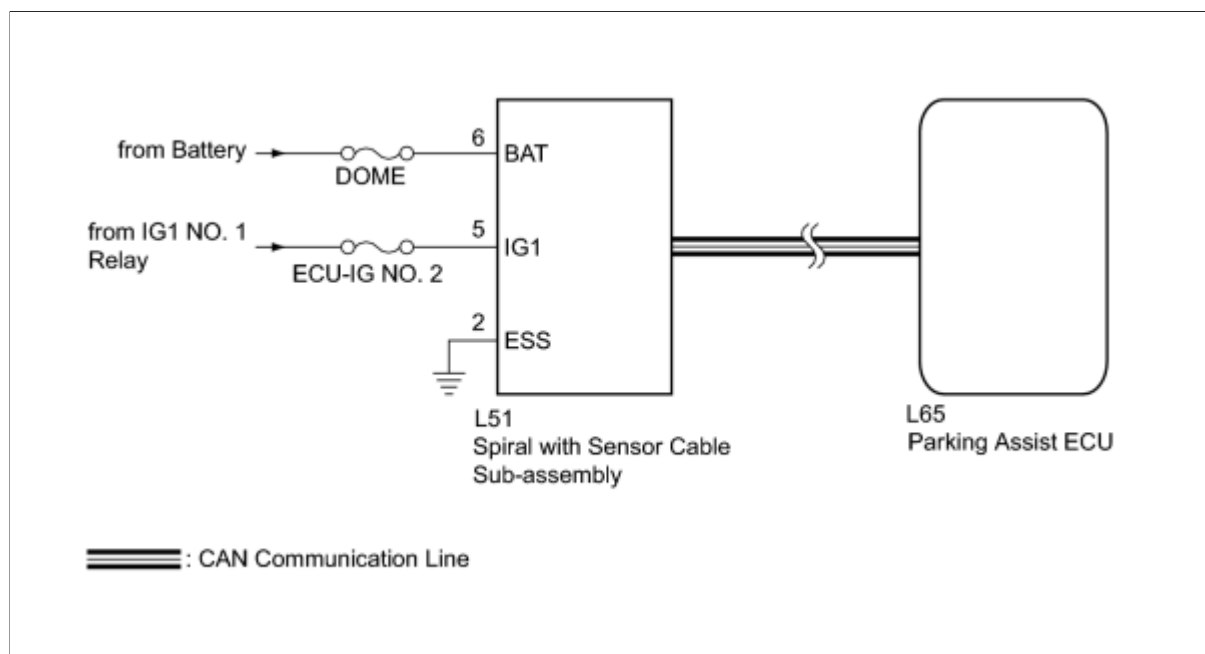 from Battery
DOME
6
BAT
from IG1 NO. 1
Relay
ECU-IG NO. 2
5
IG1
2
ESS
L51
Spiral with Sensor Cable
Sub-assembly
L65
Parking Assist ECU
: CAN Communication Line